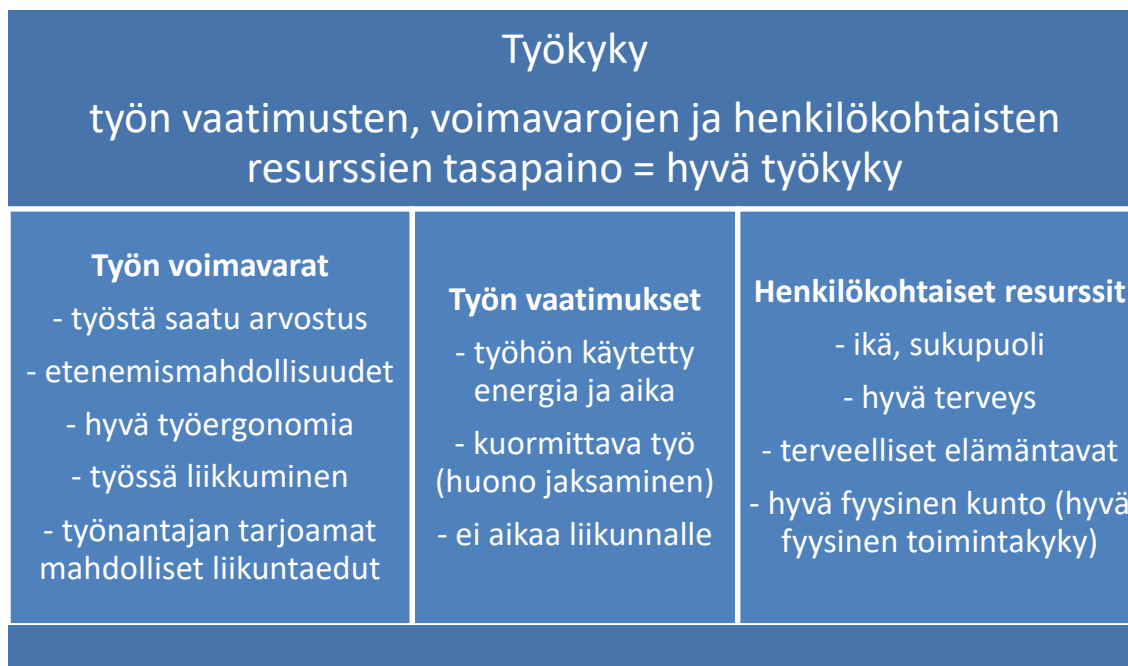 Työkyky
työn vaatimusten, voimavarojen ja henkilökohtaisten
resurssien tasapaino = hyvä työkyky
Työn voimavarat
- työstä saatu arvostus
- etenemismahdollisuudet
- hyvä työergonomia
- työssä liikkuminen
- työnantajan tarjoamat
mahdolliset liikuntaedut
Työn vaatimukset
- työhön käytetty
energia ja aika
- kuormittava työ
(huono jaksaminen)
- ei aikaa liikunnalle
Henkilökohtaiset resurssit
- ikä, sukupuoli
- hyvä terveys
- terveelliset elämäntavat
- hyvä fyysinen kunto (hyvä
fyysinen toimintakyky)